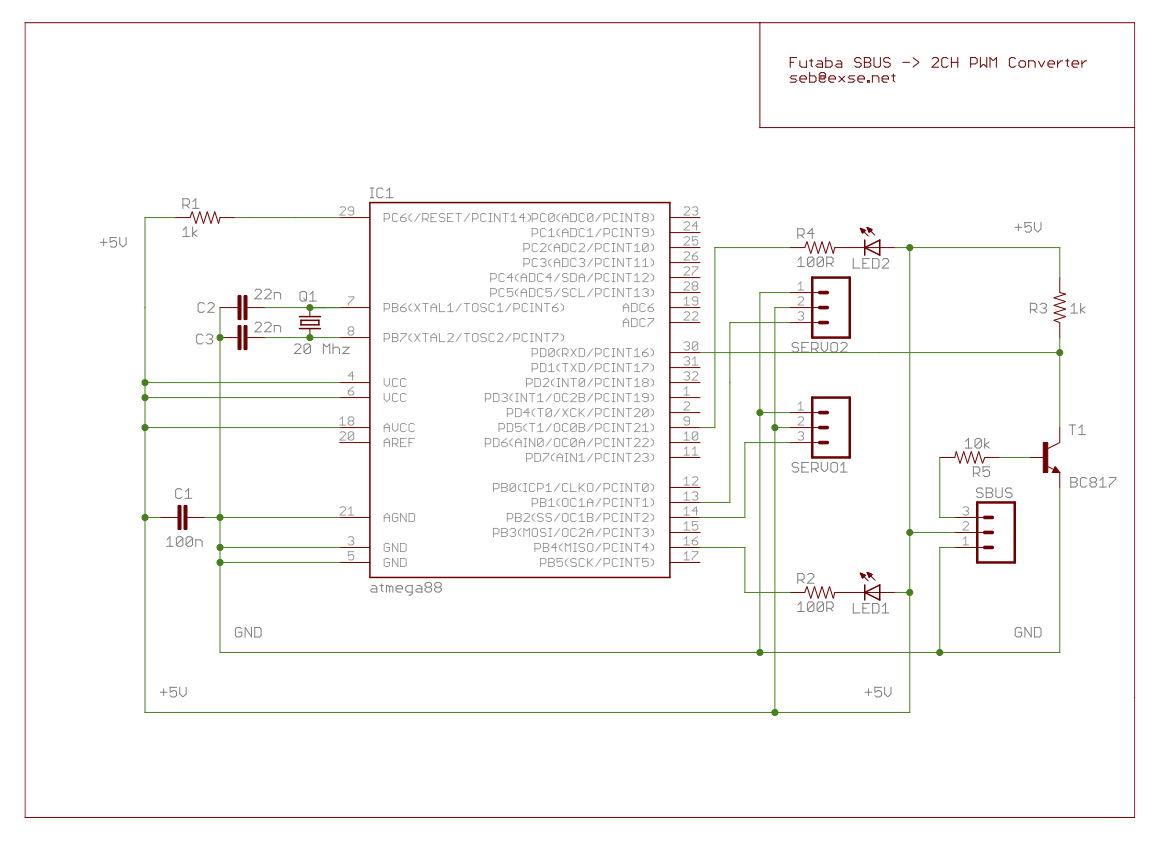 Futaba SBUS -> 2CH PWM Converter
seb@exse.net
IC1
R1
1k
+5V
29
PC6(/RESET/PCINT14)
PC0(ADC0/PCINT8)
23
PC1(ADC1/PCINT9)
24
PC2(ADC2/PCINT10)
25
PC3(ADC3/PCINT11)
26
PC4(ADC4/SDA/PCINT12)
27
PC5(ADC5/SCL/PCINT13)
28
C2
22n
Q1
7
PB6(XTAL1/TOSC1/PCINT6)
ADC6
19
ADC7
22
C3
22n
20 Mhz
8
PB7(XTAL2/TOSC2/PCINT7)
PD0(RXD/PCINT16)
30
PD1(TXD/PCINT17)
31
4
VCC
PD2(INT0/PCINT18)
32
6
VCC
PD3(INT1/OC2B/PCINT19)
1
PD4(T0/XCK/PCINT20)
2
18
AVCC
PD5(T1/OC0B/PCINT21)
9
20
AREF
PD6(AIN0/OC0A/PCINT22)
10
PD7(AIN1/PCINT23)
11
PB0(ICP1/CLKO/PCINT0)
12
PB1(OC1A/PCINT1)
13
C1
100n
21
AGND
PB2(SS/OC1B/PCINT2)
14
PB3(MOSI/OC2A/PCINT3)
15
3
GND
PB4(MISO/PCINT4)
16
5
GND
PB5(SCK/PCINT5)
17
atmega88
R4
100R
LED2
+5V
1
2
3
SERVO2
R3
1k
1
2
3
SERVO1
T1
10k
R5
BC817
SBUS
3
2
1
R2
100R
LED1
GND
GND
+5V
+5V